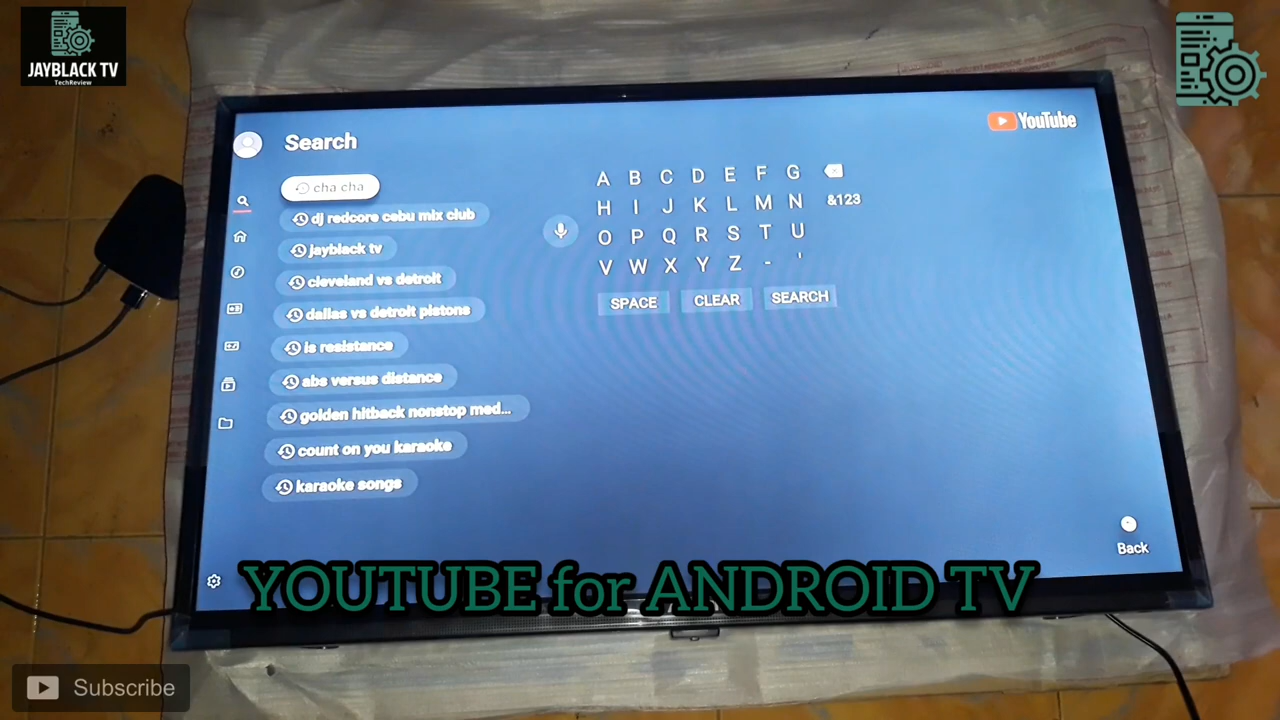 JAYBLACK TV
TechReview
Search
YouTube
cha cha
dj redcore cebu mix club
jayblack tv
cleveland vs detroit
dallas vs detroit pistons
is resistance
abs versus distance
golden hitback nonstop med...
count on you karaoke
karaoke songs
A B C D E F G
H I J K L M N &123
O P Q R S T U
V W X Y Z - '
SPACE CLEAR SEARCH
Back
YOUTUBE for ANDROID TV
Subscribe